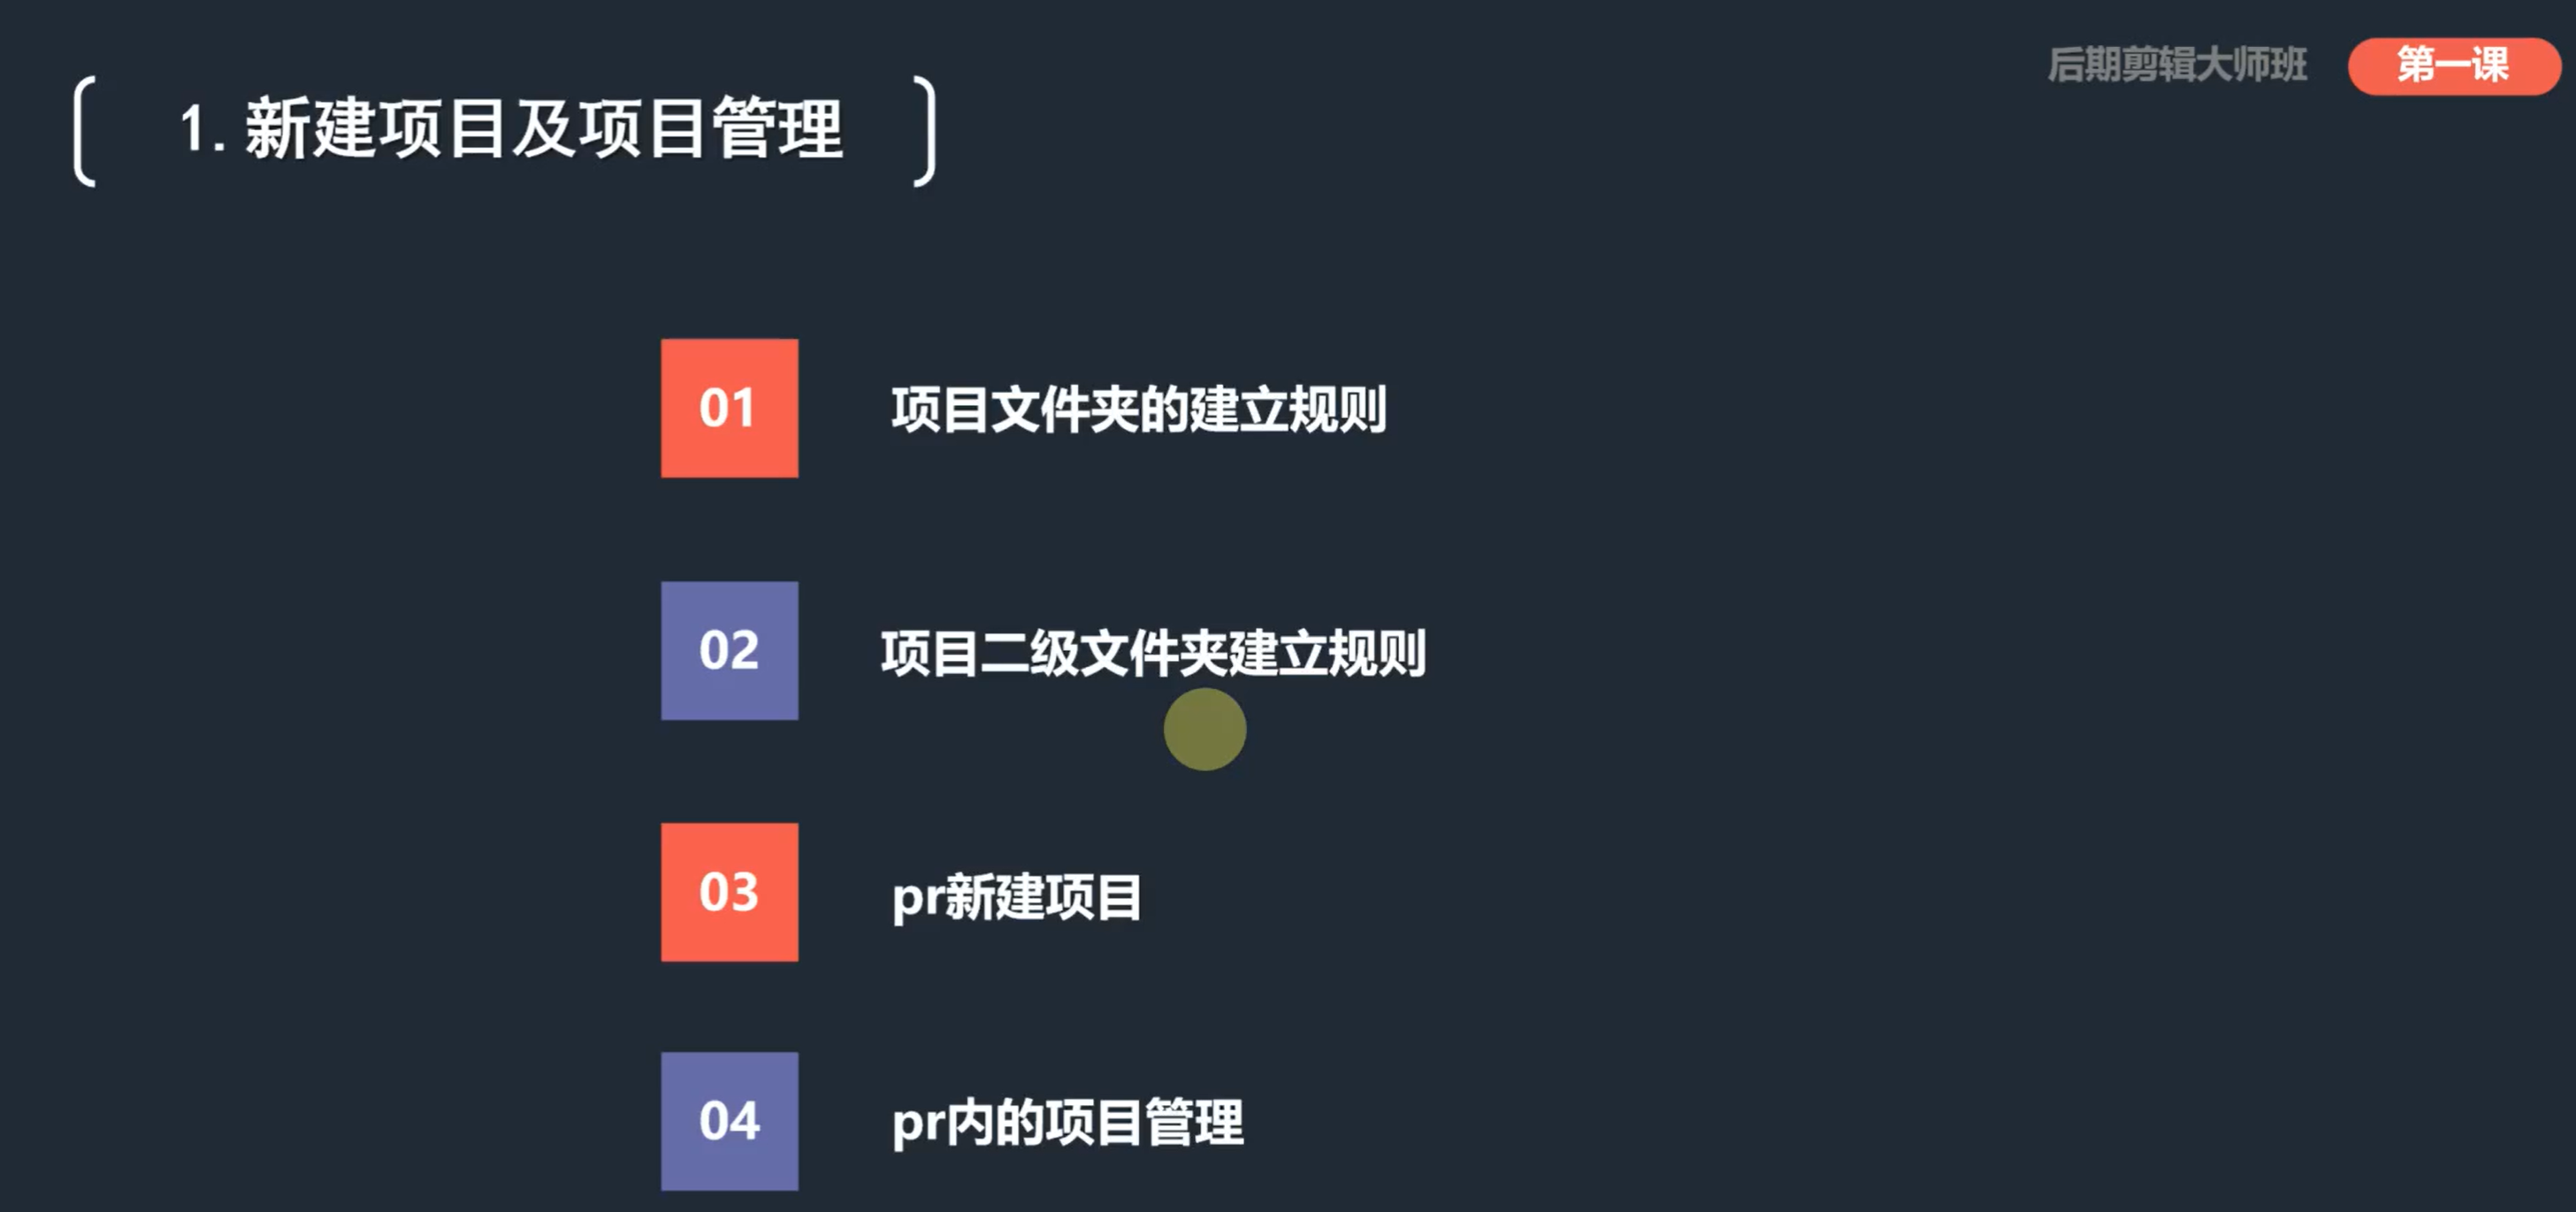 后期剪辑大师班
第一课
1. 新建项目及项目管理
01
项目文件夹的建立规则
02
项目二级文件夹建立规则
03
pr新建项目
04
pr内的项目管理